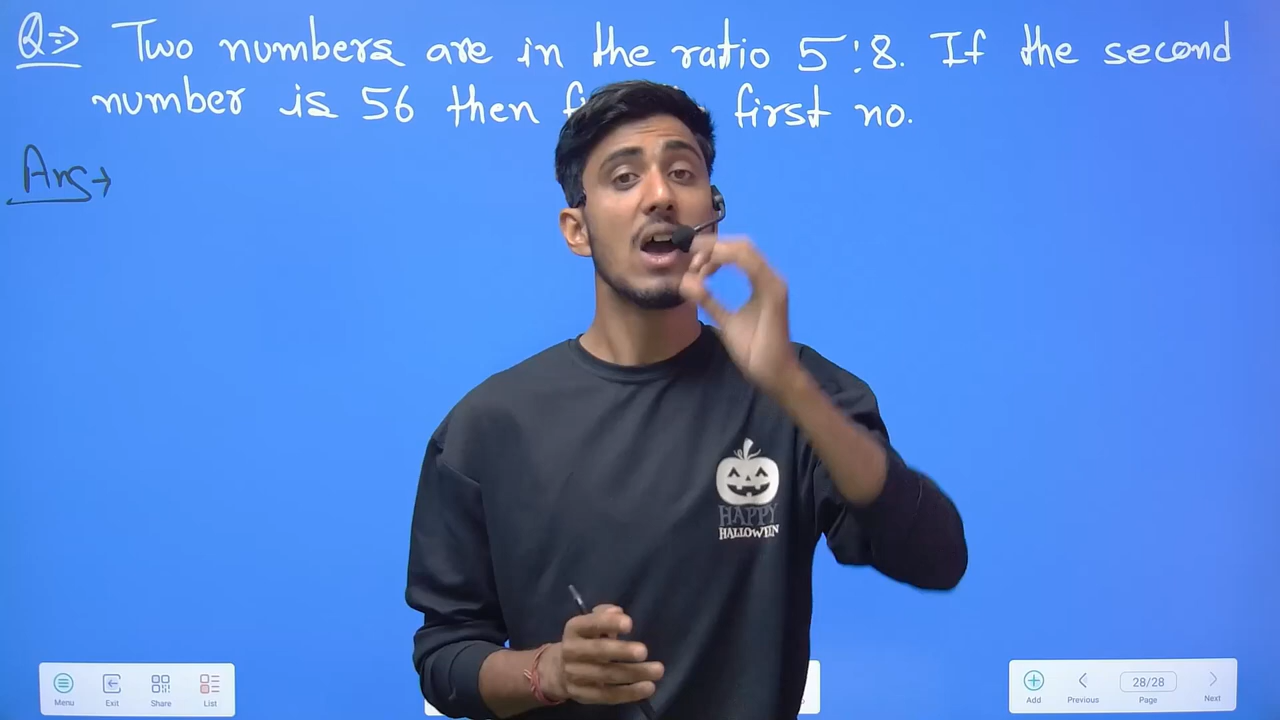 Q⇒ Two numbers are in the ratio 5:8. If the second
number is 56 then first no.
Ans→
HAPPY
HALLOWEEN
Menu
Exit
Share
List
Add
Previous
28/28
Page
Next